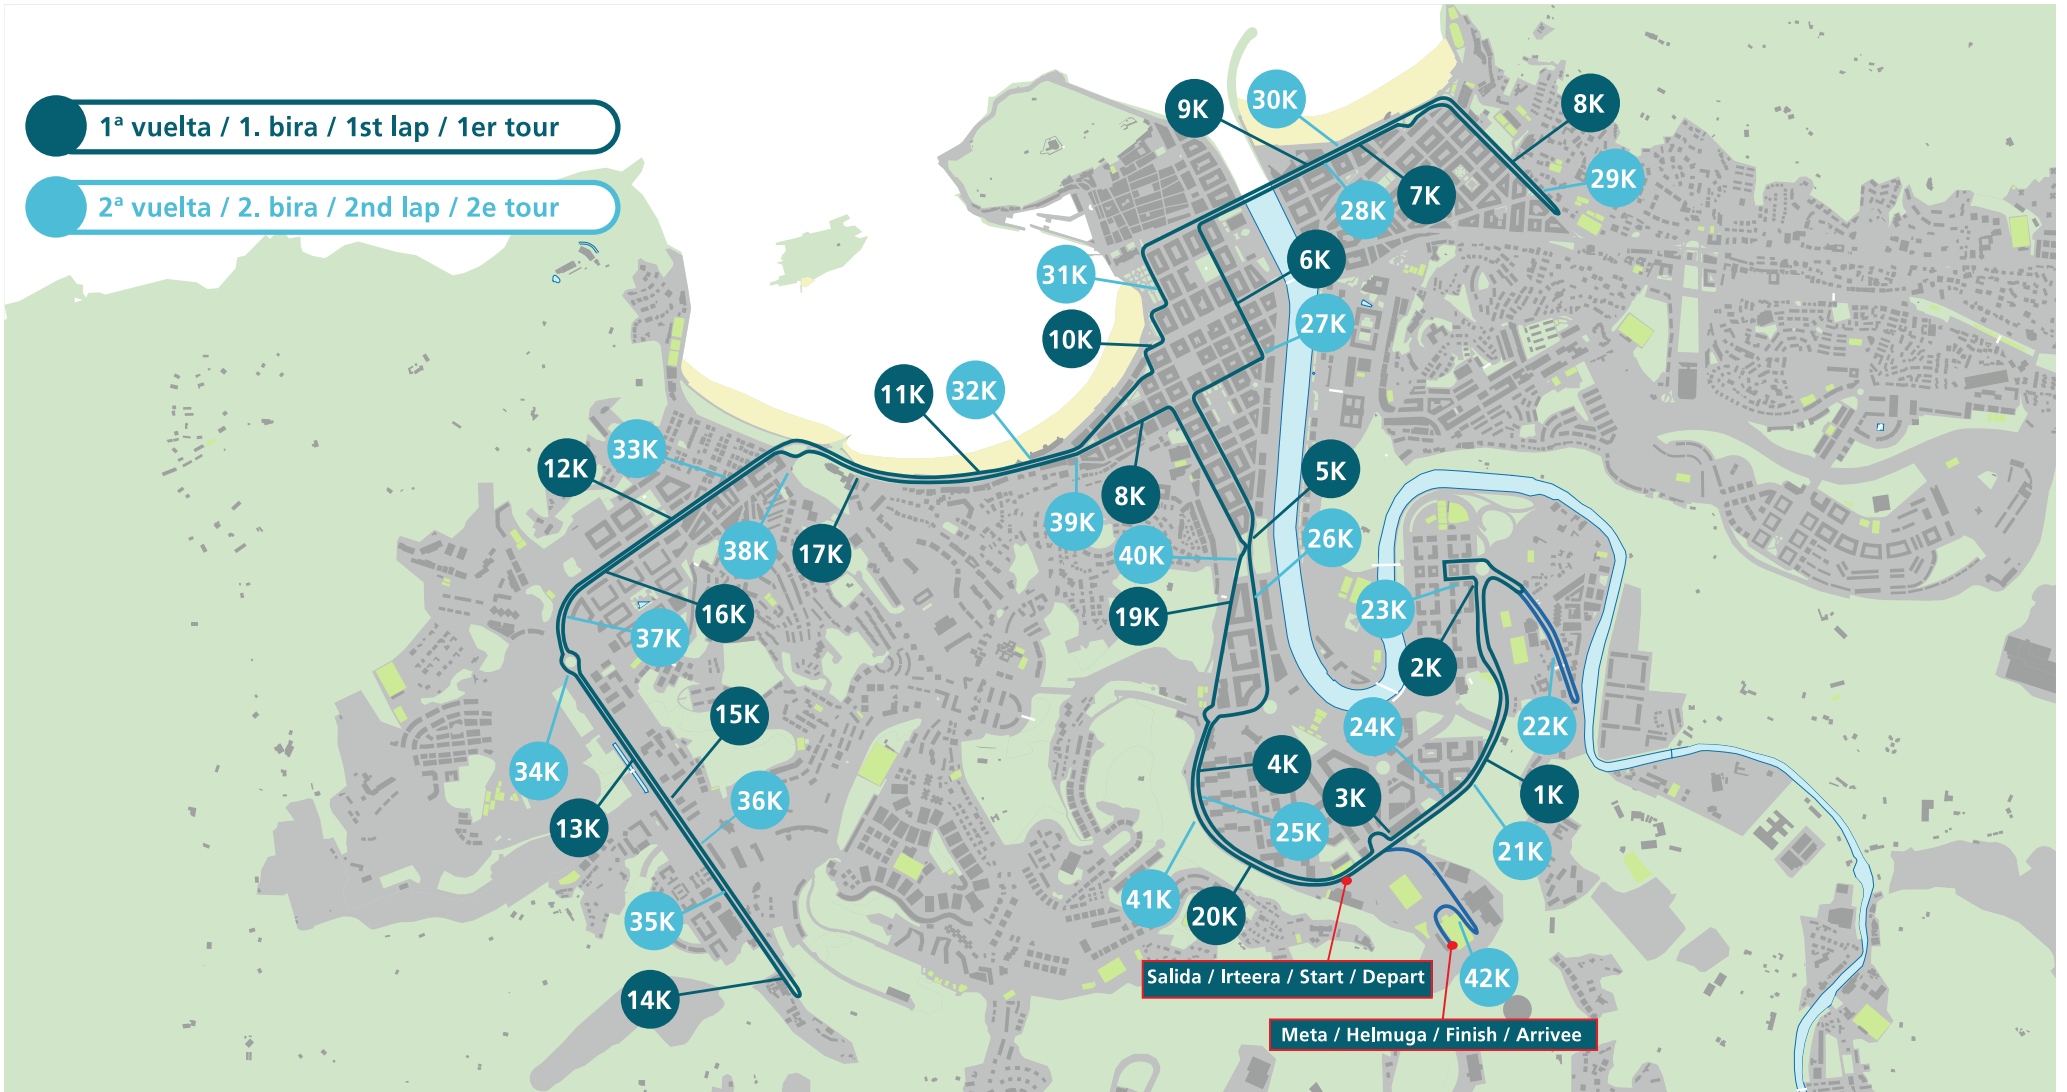 1ª vuelta / 1. bira / 1st lap / 1er tour
2ª vuelta / 2. bira / 2nd lap / 2e tour
9K
30K
8K
29K
7K
28K
6K
31K
27K
10K
11K
32K
33K
12K
5K
8K
39K
26K
38K
17K
40K
16K
23K
19K
37K
2K
15K
24K
22K
4K
34K
36K
3K
1K
13K
25K
21K
41K
20K
35K
Salida / Irteera / Start / Depart
42K
14K
Meta / Helmuga / Finish / Arrivee